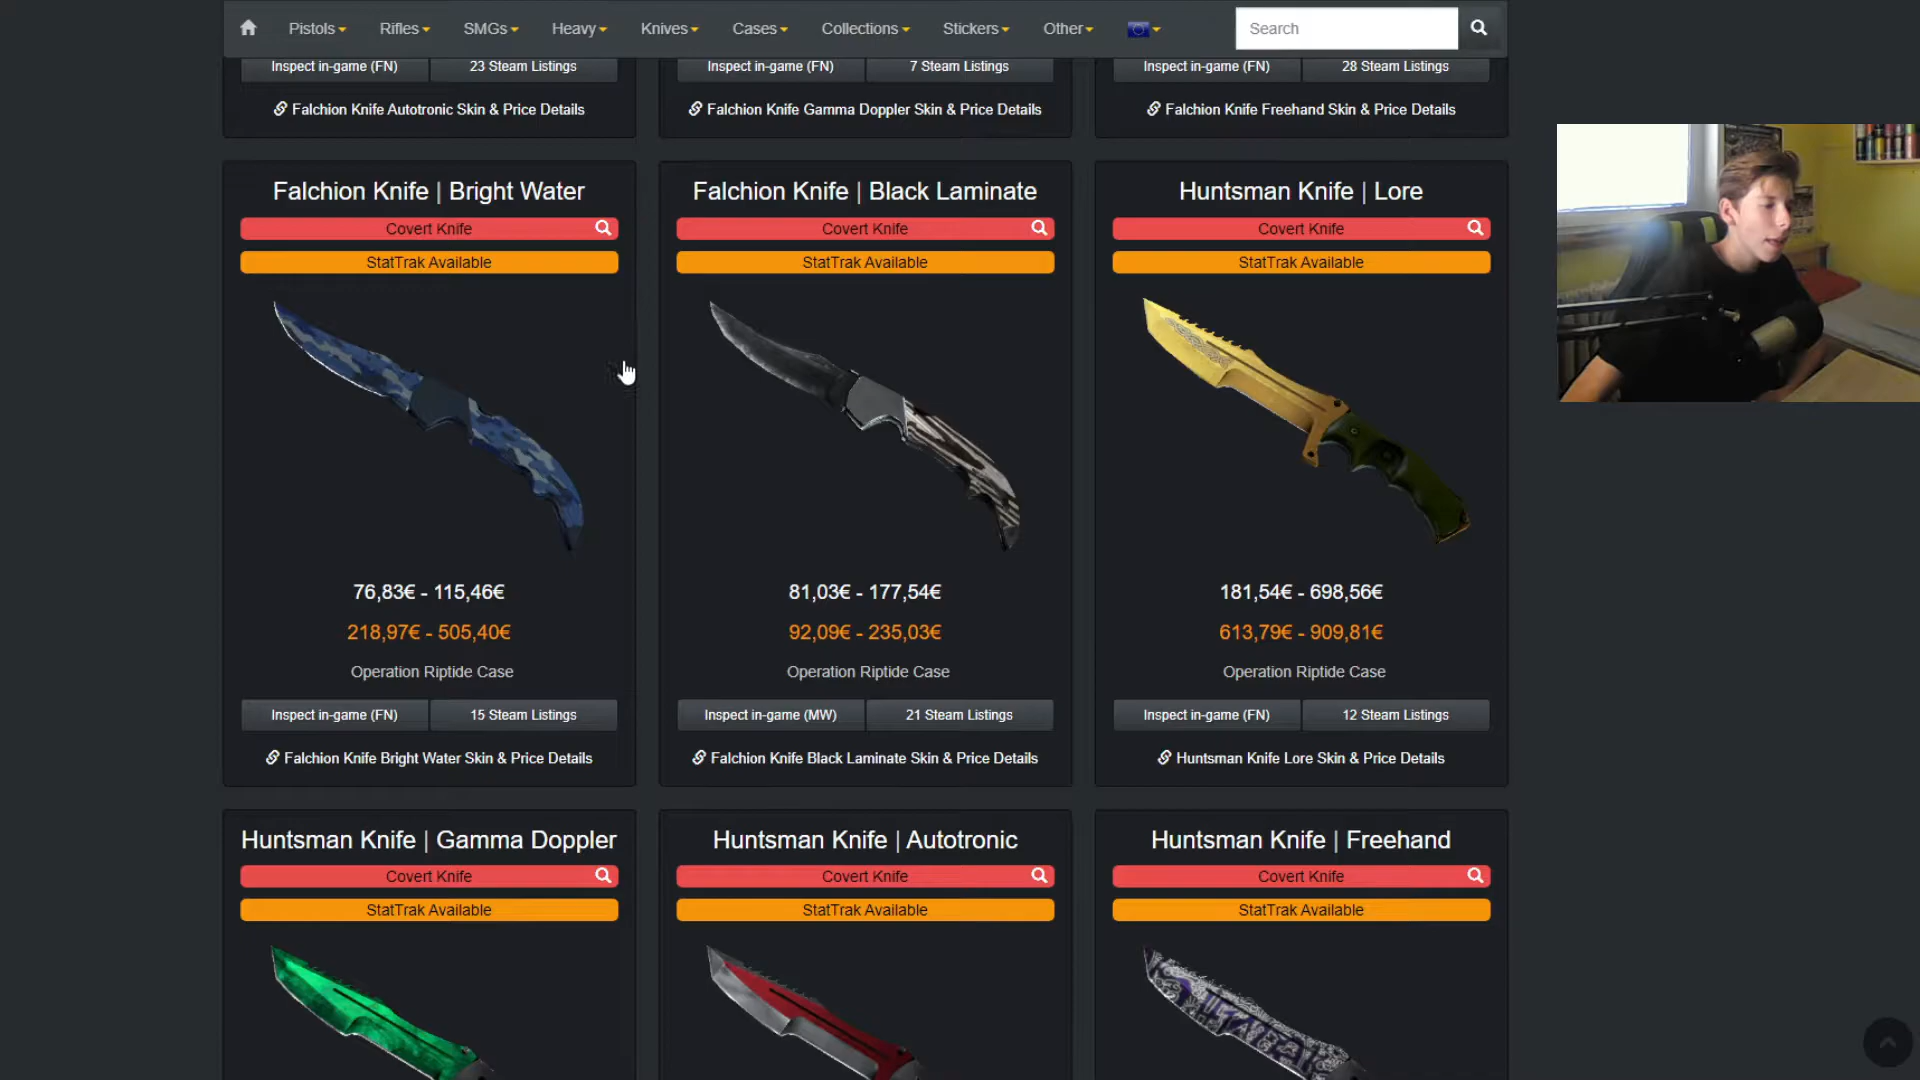 Pistols Rifles SMGs Heavy Knives Cases Collections Stickers Other Search
Inspect in-game (FN) 23 Steam Listings
Falchion Knife Autotronic Skin & Price Details
Inspect in-game (FN) 7 Steam Listings
Falchion Knife Gamma Doppler Skin & Price Details
Inspect in-game (FN) 28 Steam Listings
Falchion Knife Freehand Skin & Price Details
Falchion Knife | Bright Water
Covert Knife
StatTrak Available
76,83€ - 115,46€
218,97€ - 505,40€
Operation Riptide Case
Inspect in-game (FN) 15 Steam Listings
Falchion Knife Bright Water Skin & Price Details
Falchion Knife | Black Laminate
Covert Knife
StatTrak Available
81,03€ - 177,54€
92,09€ - 235,03€
Operation Riptide Case
Inspect in-game (MW) 21 Steam Listings
Falchion Knife Black Laminate Skin & Price Details
Huntsman Knife | Lore
Covert Knife
StatTrak Available
181,54€ - 698,56€
613,79€ - 909,81€
Operation Riptide Case
Inspect in-game (FN) 12 Steam Listings
Huntsman Knife Lore Skin & Price Details
Huntsman Knife | Gamma Doppler
Covert Knife
StatTrak Available
Huntsman Knife | Autotronic
Covert Knife
StatTrak Available
Huntsman Knife | Freehand
Covert Knife
StatTrak Available